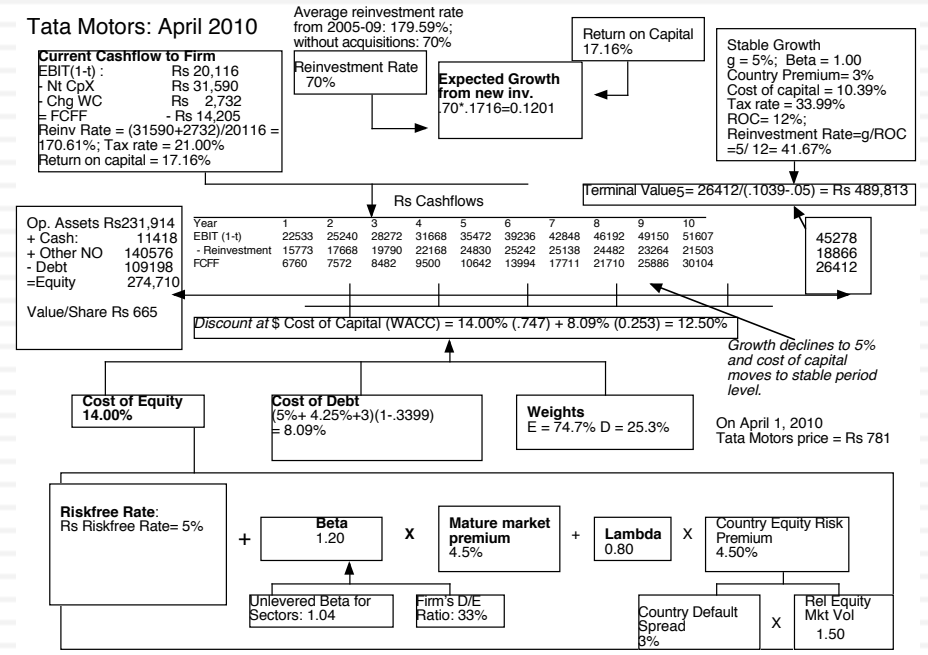 Tata Motors: April 2010
Average reinvestment rate
from 2005-09: 179.59%;
without acquisitions: 70%
Current Cashflow to Firm
EBIT(1-t) : Rs 20,116
- Nt CpX Rs 31,590
- Chg WC Rs 2,732
= FCFF - Rs 14,205
Reinv Rate = (31590+2732)/20116 =
170.61%; Tax rate = 21.00%
Return on capital = 17.16%
Reinvestment Rate
70%
Expected Growth
from new inv.
.70*.1716=0.1201
Return on Capital
17.16%
Stable Growth
g = 5%; Beta = 1.00
Country Premium= 3%
Cost of capital = 10.39%
Tax rate = 33.99%
ROC= 12%;
Reinvestment Rate=g/ROC
=5/ 12= 41.67%
Terminal Value5= 26412/(.1039-.05) = Rs 489,813
Rs Cashflows
Op. Assets Rs231,914
+ Cash: 11418
+ Other NO 140576
- Debt 109198
=Equity 274,710
Value/Share Rs 665
Year 1 2 3 4 5 6 7 8 9 10
EBIT (1-t) 22533 25240 28272 31668 35472 39236 42848 46192 49150 51607
- Reinvestment 15773 17668 19790 22168 24830 25242 25138 24482 23264 21503
FCFF 6760 7572 8482 9500 10642 13994 17711 21710 25886 30104
45278
18866
26412
Discount at $ Cost of Capital (WACC) = 14.00% (.747) + 8.09% (0.253) = 12.50%
Growth declines to 5%
and cost of capital
moves to stable period
level.
Cost of Equity
14.00%
Cost of Debt
(5%+ 4.25%+3)(1-.3399)
= 8.09%
Weights
E = 74.7% D = 25.3%
On April 1, 2010
Tata Motors price = Rs 781
Riskfree Rate:
Rs Riskfree Rate= 5%
+
Beta
1.20
X
Mature market
premium
4.5%
+
Lambda
0.80
X
Country Equity Risk
Premium
4.50%
Unlevered Beta for
Sectors: 1.04
Firm's D/E
Ratio: 33%
Country Default
Spread
3%
X
Rel Equity
Mkt Vol
1.50